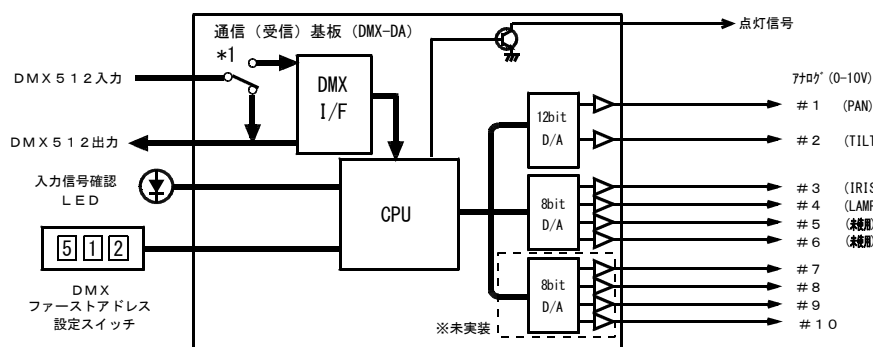 通信（受信）基板（DMX-DA）
点灯信号
*1
DMX512入力
DMX
I/F
DMX512出力
入力信号確認
LED
CPU
5 1 2
DMX
ファーストアドレス
設定スイッチ
12bit
D/A
8bit
D/A
8bit
D/A
※未実装
ｱﾅﾛｸﾞ(0-10V)
#1 (PAN)
#2 (TILT
#3 (IRIS
#4 (LAMP
#5 (未使用)
#6 (未使用)
#7
#8
#9
#10